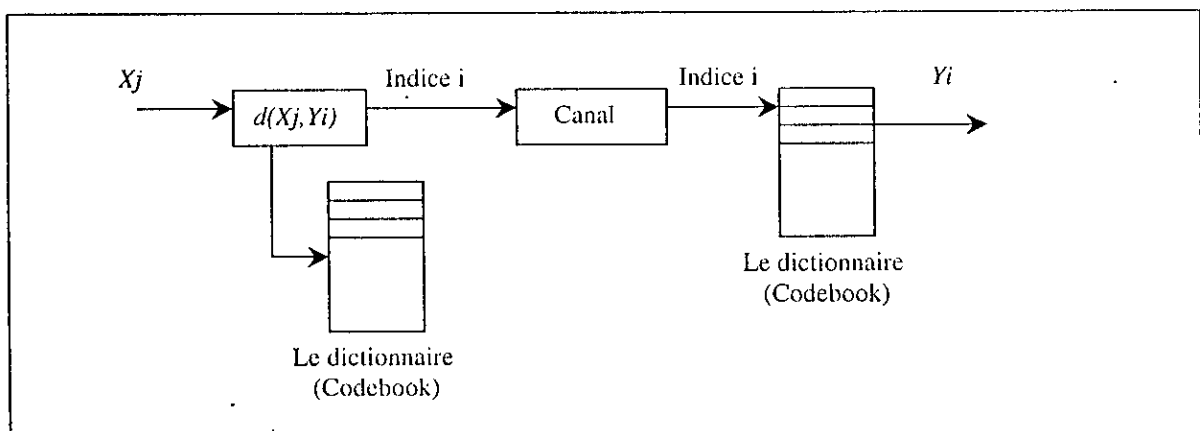 Xj
Indice i
Indice i
Yi
d(Xj,Yi)
Canal
Le dictionnaire
(Codebook)
Le dictionnaire
(Codebook)